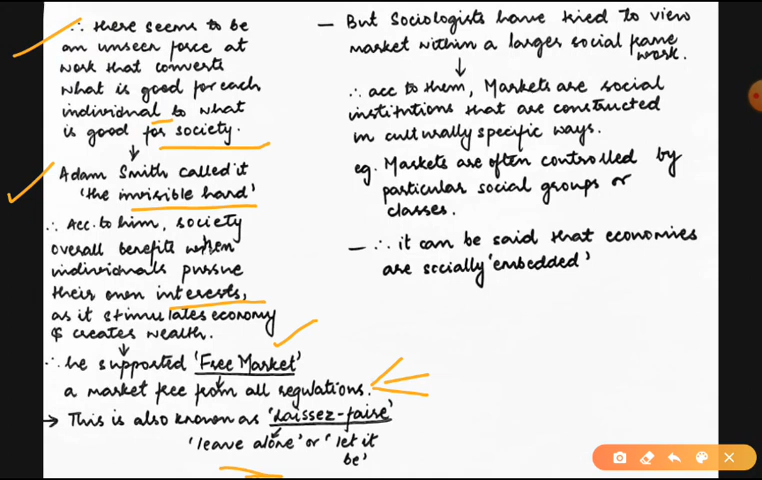 ∴ there seems to be
an unseen force at
work that converts
what is good for each
individual to what
is good for society.
↓
Adam Smith called it
'the invisible hand'
∴ Acc. to him, society
overall benefits when
individuals pursue
their own interests,
as it stimulates economy
& creates wealth.
↓
∴ he supported 'Free Market'
↓
a market free from all regulations.
→ This is also known as 'Laissez-faire'
'leave alone' or 'let it
be'
— But Sociologists have tried to view
market within a larger social frame
work.
↓
∴ acc to them, Markets are social
institutions that are constructed
in culturally specific ways.
eg. Markets are often controlled by
particular social groups or
classes.
— ∴ it can be said that economies
are socially 'embedded'